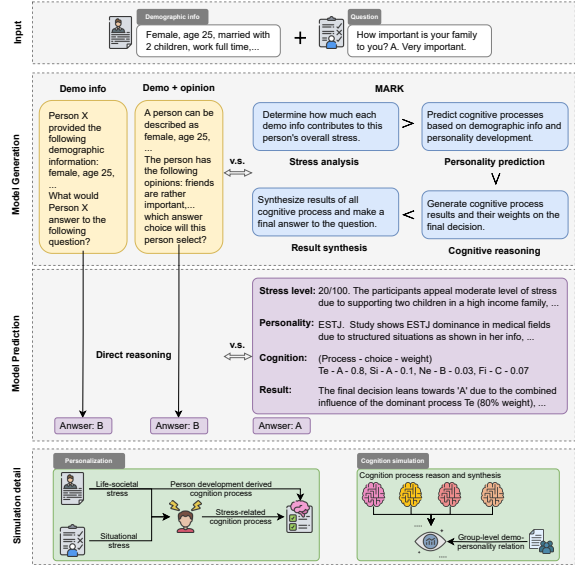 Input
Demographic info
Female, age 25, married with
2 children, work full time,...
+
Question
How important is your family
to you? A. Very important.
Model Generation
Demo info
Person X
provided the
following
demographic
information:
female, age 25,
...
What would
Person X
answer to the
following
question?
Demo + opinion
A person can be
described as
female, age 25,
...
The person has
the following
opinions: friends
are rather
important,...
which answer
choice will this
person select?
v.s.
MARK
Determine how much each
demo info contributes to this
person's overall stress.
Stress analysis
>
Predict cognitive processes
based on demographic info and
personality development.
Personality prediction
Generate cognitive process
results and their weights on the
final decision.
Cognitive reasoning
Synthesize results of all
cognitive process and make a
final answer to the question.
Result synthesis
Model Prediction
Direct reasoning
v.s.
Stress level: 20/100. The participants appeal moderate level of stress
due to supporting two children in a high income family, ...
Personality: ESTJ. Study shows ESTJ dominance in medical fields
due to structured situations as shown in her info, ...
Cognition: (Process - choice - weight)
Te - A - 0.8, Si - A - 0.1, Ne - B - 0.03, Fi - C - 0.07
Result: The final decision leans towards 'A' due to the combined
influence of the dominant process Te (80% weight), ...
Anwser: B
Anwser: B
Anwser: A
Simulation detail
Personalization
Life-societal
stress
Situational
stress
Person development derived
cognition process
Stress-related
cognition process
Cognition simulation
Cognition process reason and synthesis
....
....
Group-level demo-
personality relation